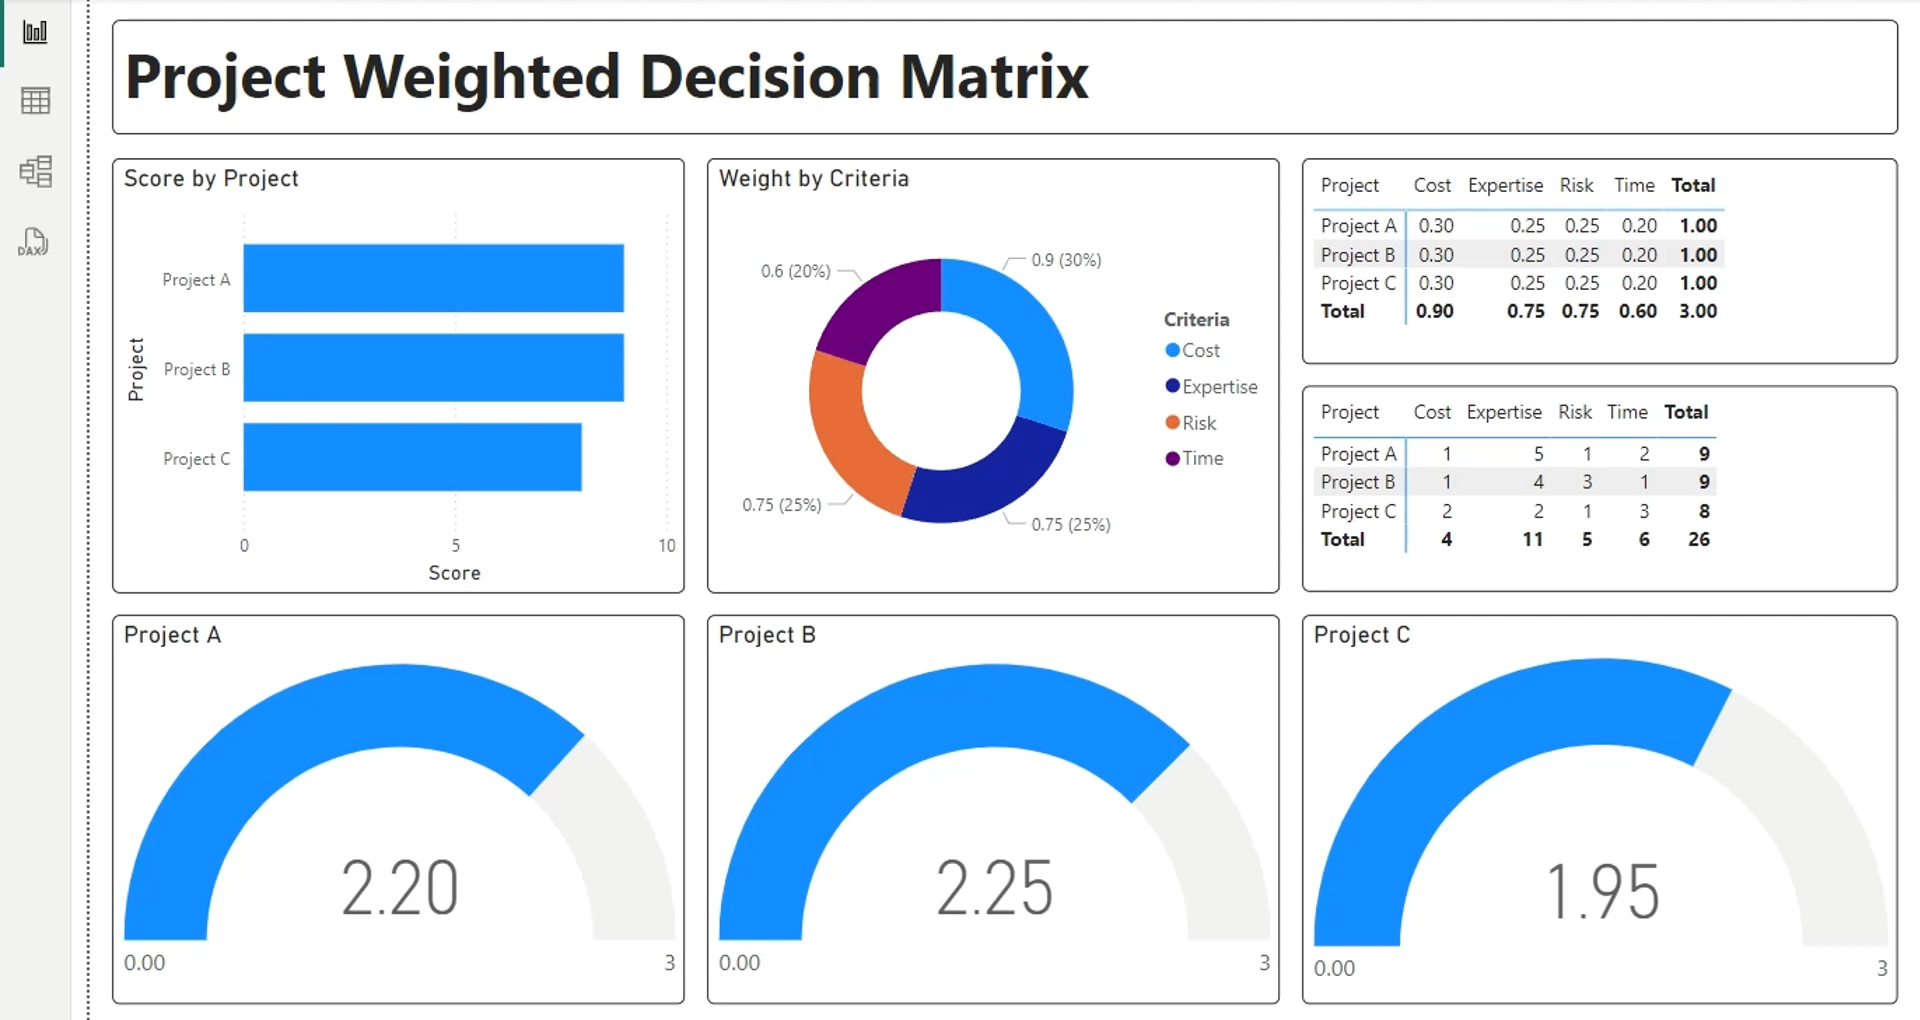 DAX
Project Weighted Decision Matrix
Score by Project
Project
Project A
Project B
Project C
0 5 10
Score
Weight by Criteria
0.6 (20%)
0.9 (30%)
0.75 (25%)
0.75 (25%)
Criteria
Cost
Expertise
Risk
Time
Project Cost Expertise Risk Time Total
Project A 0.30 0.25 0.25 0.20 1.00
Project B 0.30 0.25 0.25 0.20 1.00
Project C 0.30 0.25 0.25 0.20 1.00
Total 0.90 0.75 0.75 0.60 3.00
Project Cost Expertise Risk Time Total
Project A 1 5 1 2 9
Project B 1 4 3 1 9
Project C 2 2 1 3 8
Total 4 11 5 6 26
Project A
2.20
0.00 3
Project B
2.25
0.00 3
Project C
1.95
0.00 3